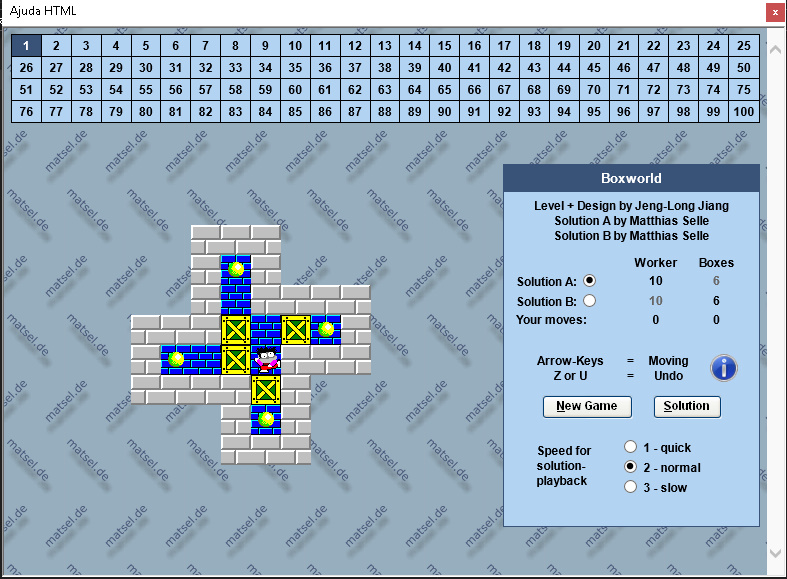 Ajuda HTML
x
1 2 3 4 5 6 7 8 9 10 11 12 13 14 15 16 17 18 19 20 21 22 23 24 25
26 27 28 29 30 31 32 33 34 35 36 37 38 39 40 41 42 43 44 45 46 47 48 49 50
51 52 53 54 55 56 57 58 59 60 61 62 63 64 65 66 67 68 69 70 71 72 73 74 75
76 77 78 79 80 81 82 83 84 85 86 87 88 89 90 91 92 93 94 95 96 97 98 99 100
matsel.de
Boxworld
Level + Design by Jeng-Long Jiang
Solution A by Matthias Selle
Solution B by Matthias Selle
Worker Boxes
Solution A: 10 6
Solution B: 10 6
Your moves: 0 0
Arrow-Keys = Moving
Z or U = Undo
i
New Game Solution
Speed for solution-playback
1 - quick
2 - normal
3 - slow